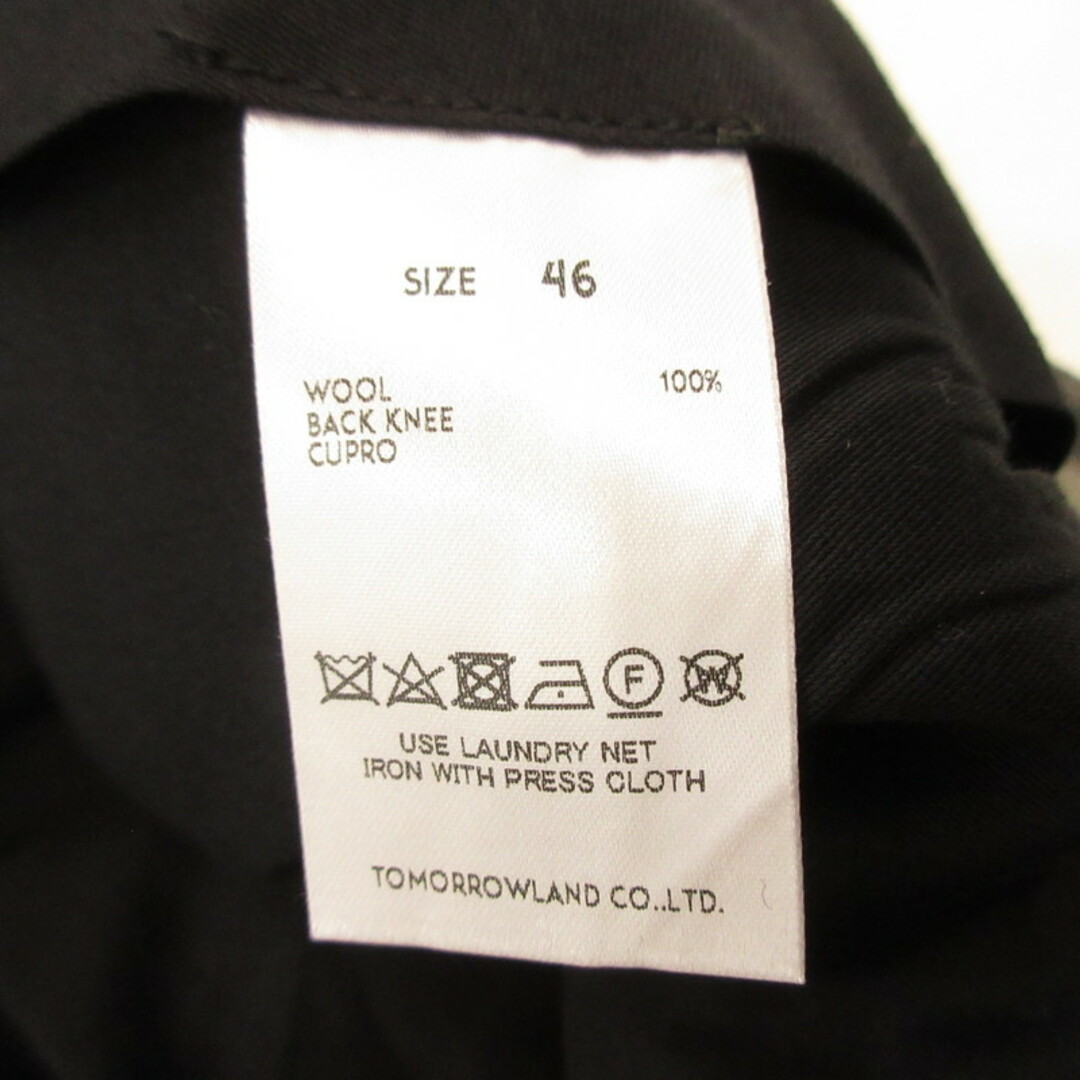 SIZE 46
WOOL 100%
BACK KNEE
CUPRO
F W
USE LAUNDRY NET
IRON WITH PRESS CLOTH
TOMORROWLAND CO.,LTD.